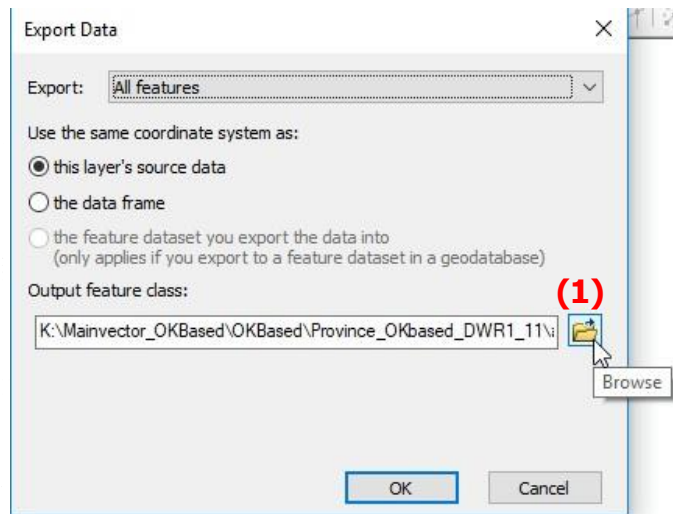 Export Data
Export: All features
Use the same coordinate system as:
this layer's source data
the data frame
the feature dataset you export the data into
(only applies if you export to a feature dataset in a geodatabase)
Output feature class:
(1)
K:\Mainvector_OKBased\OKBased\Province_OKbased_DWR1_11\
Browse
OK Cancel